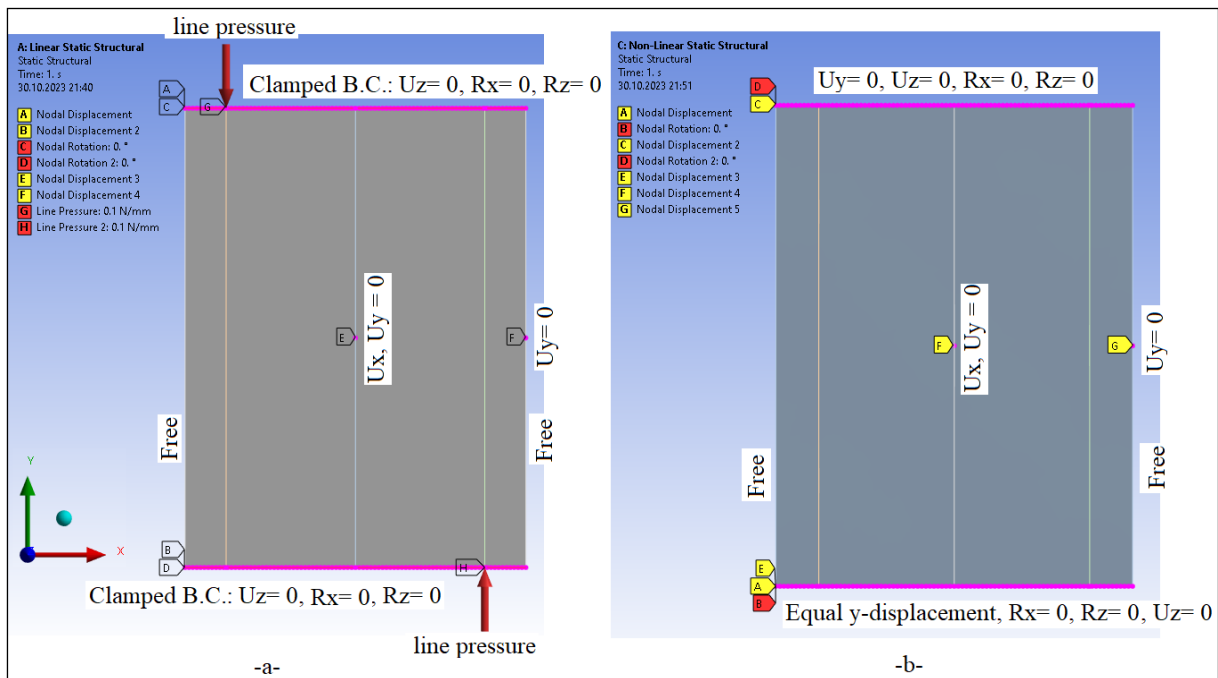 line pressure
A: Linear Static Structural
Static Structural
Time: 1. s
30.10.2023 21:40
A Nodal Displacement
B Nodal Displacement 2
C Nodal Rotation: 0. °
D Nodal Rotation 2: 0. °
E Nodal Displacement 3
F Nodal Displacement 4
G Line Pressure: 0.1 N/mm
H Line Pressure 2: 0.1 N/mm
Clamped B.C.: Uz= 0, Rx= 0, Rz= 0
A
C
G
E
Ux, Uy = 0
F
Uy= 0
Free
Free
Y
X
B
D
H
Clamped B.C.: Uz= 0, Rx= 0, Rz= 0
line pressure
-a-
C: Non-Linear Static Structural
Static Structural
Time: 1. s
30.10.2023 21:51
A Nodal Displacement
B Nodal Rotation: 0. °
C Nodal Displacement 2
D Nodal Rotation 2: 0. °
E Nodal Displacement 3
F Nodal Displacement 4
G Nodal Displacement 5
Uy= 0, Uz= 0, Rx= 0, Rz= 0
D
C
F
Ux, Uy = 0
G
Uy= 0
Free
Free
E
A
B
Equal y-displacement, Rx= 0, Rz= 0, Uz= 0
-b-